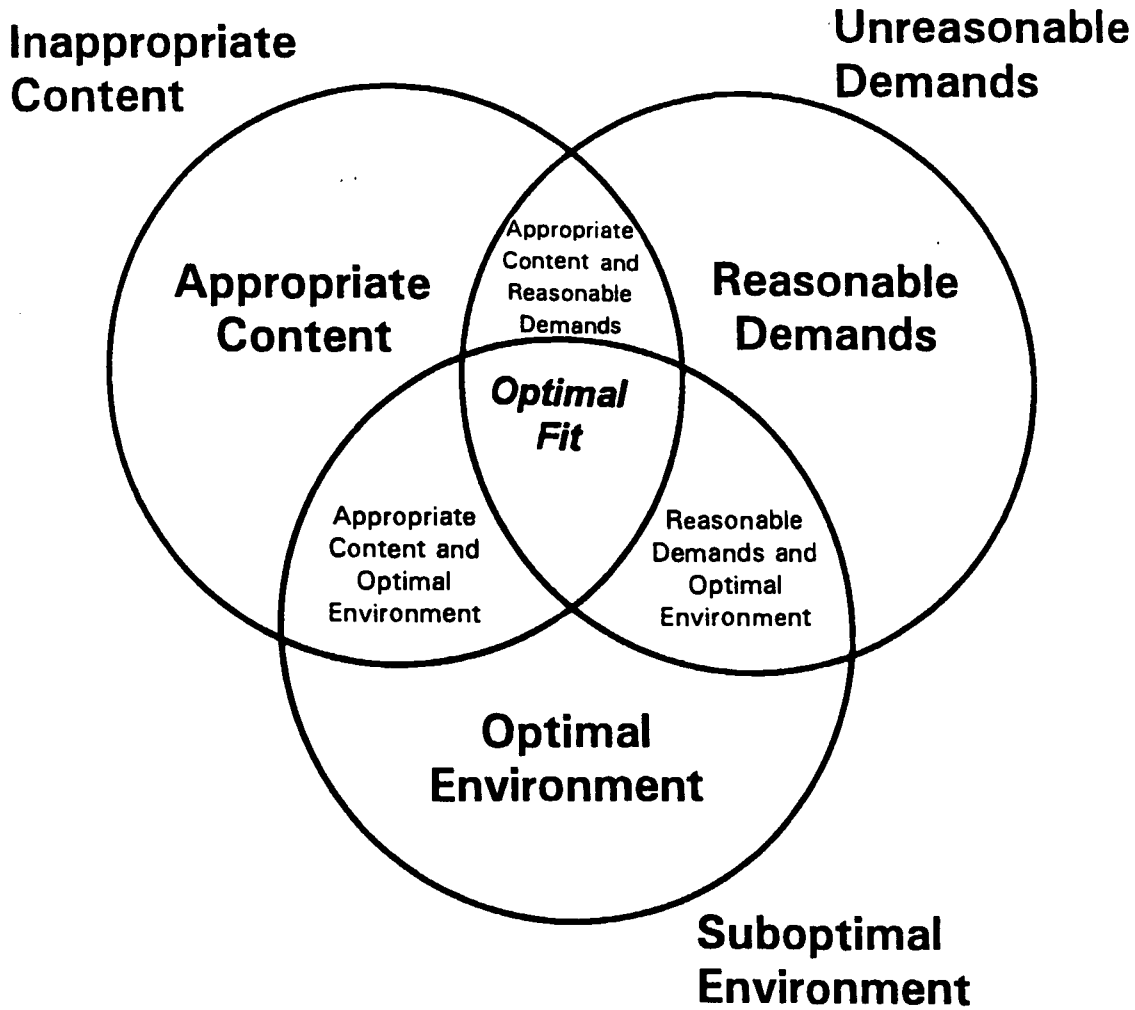 Inappropriate
Content
Unreasonable
Demands
Appropriate
Content and
Reasonable
Demands
Appropriate
Content
Reasonable
Demands
Optimal
Fit
Appropriate
Content and
Optimal
Environment
Reasonable
Demands and
Optimal
Environment
Optimal
Environment
Suboptimal
Environment